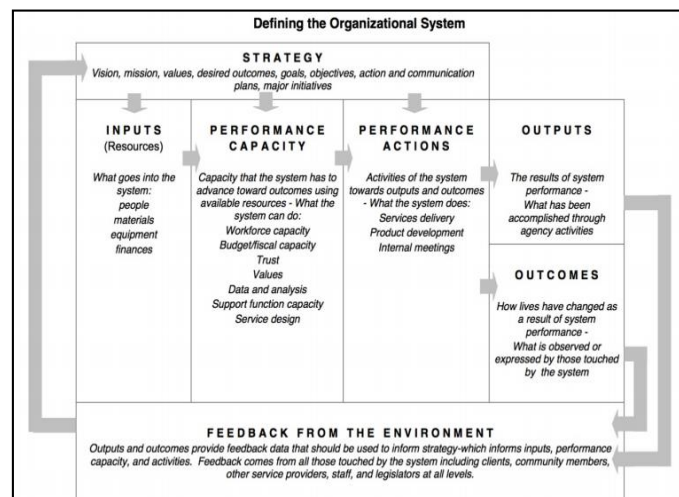 Defining the Organizational System
STRATEGY
Vision, mission, values, desired outcomes, goals, objectives, action and communication
plans, major initiatives
INPUTS
(Resources)
What goes into the
system:
people
materials
equipment
finances
PERFORMANCE
CAPACITY
Capacity that the system has to
advance toward outcomes using
available resources - What the
system can do:
Workforce capacity
Budget/fiscal capacity
Trust
Values
Data and analysis
Support function capacity
Service design
PERFORMANCE
ACTIONS
Activities of the system
towards outputs and outcomes
- What the system does:
Services delivery
Product development
Internal meetings
OUTPUTS
The results of system
performance -
What has been
accomplished through
agency activities
OUTCOMES
How lives have changed as
a result of system
performance -
What is observed or
expressed by those touched
by the system
FEEDBACK FROM THE ENVIRONMENT
Outputs and outcomes provide feedback data that should be used to inform strategy-which informs inputs, performance
capacity, and activities. Feedback comes from all those touched by the system including clients, community members,
other service providers, staff, and legislators at all levels.